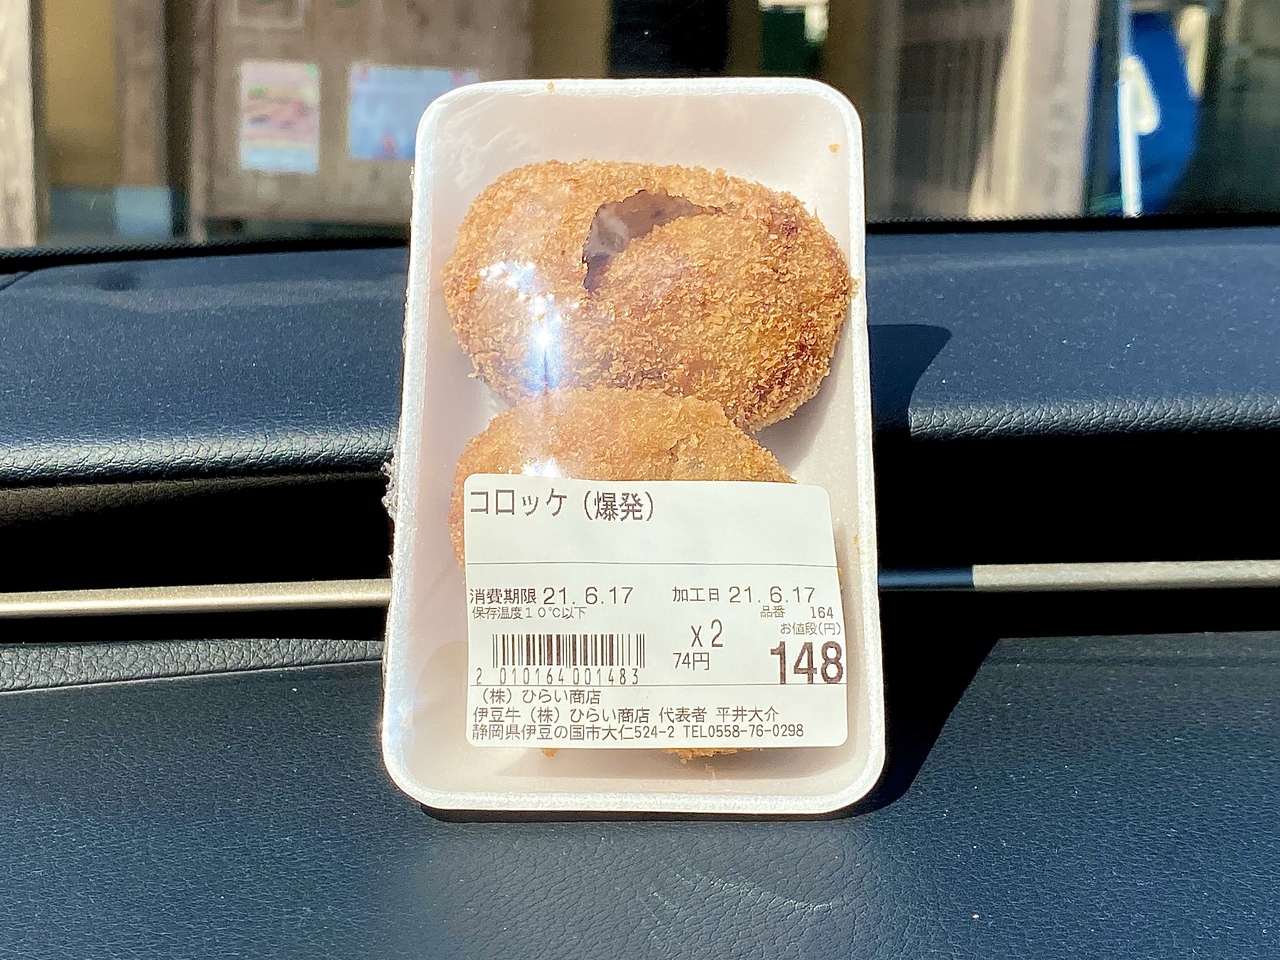 コロッケ（爆発）
消費期限 21. 6.17 加工日 21. 6.17
保存温度１０℃以下 品番 164
お値段(円)
x2
74円 148
2 010164 001483
（株）ひらい商店
伊豆牛（株）ひらい商店 代表者 平井大介
静岡県伊豆の国市大仁524-2 TEL0558-76-0298